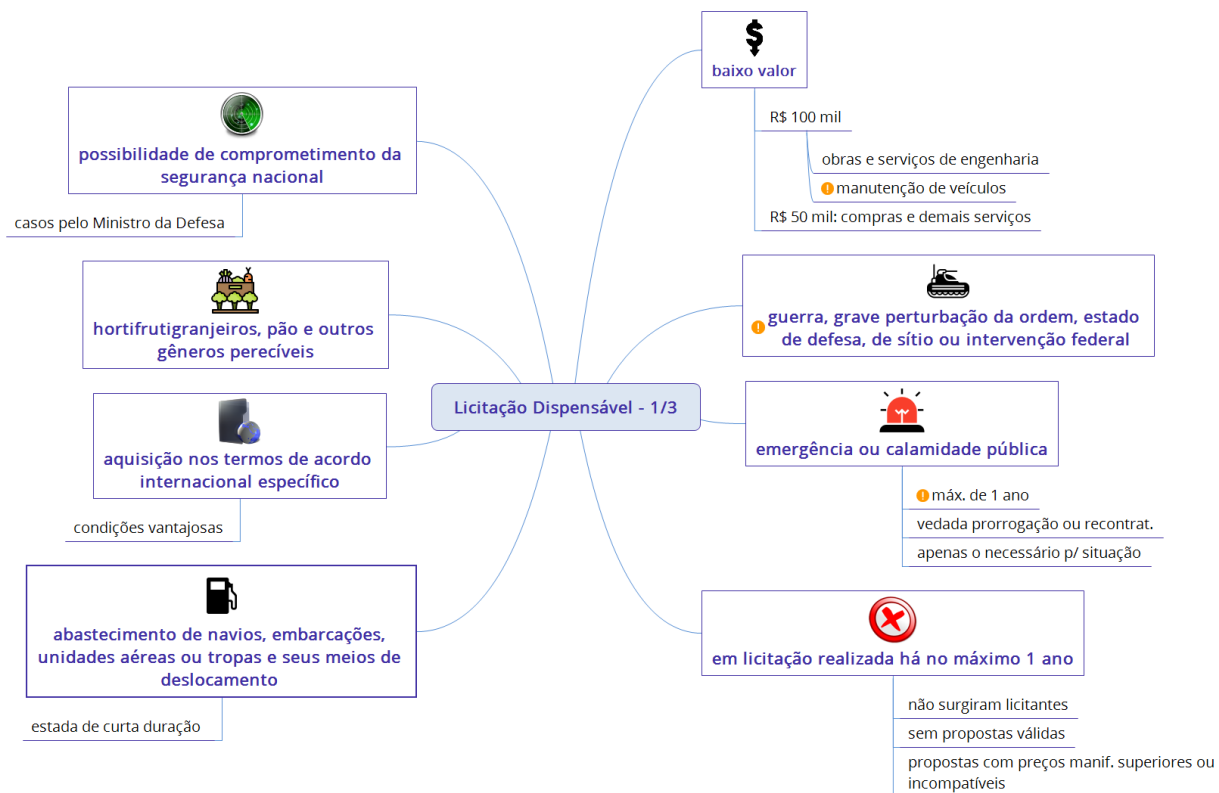 Licitação Dispensável - 1/3
baixo valor
R$ 100 mil
obras e serviços de engenharia
manutenção de veículos
R$ 50 mil: compras e demais serviços
guerra, grave perturbação da ordem, estado
de defesa, de sítio ou intervenção federal
emergência ou calamidade pública
máx. de 1 ano
vedada prorrogação ou recontrat.
apenas o necessário p/ situação
em licitação realizada há no máximo 1 ano
não surgiram licitantes
sem propostas válidas
propostas com preços manif. superiores ou
incompatíveis
possibilidade de comprometimento da
segurança nacional
casos pelo Ministro da Defesa
hortifrutigranjeiros, pão e outros
gêneros perecíveis
aquisição nos termos de acordo
internacional específico
condições vantajosas
abastecimento de navios, embarcações,
unidades aéreas ou tropas e seus meios de
deslocamento
estada de curta duração